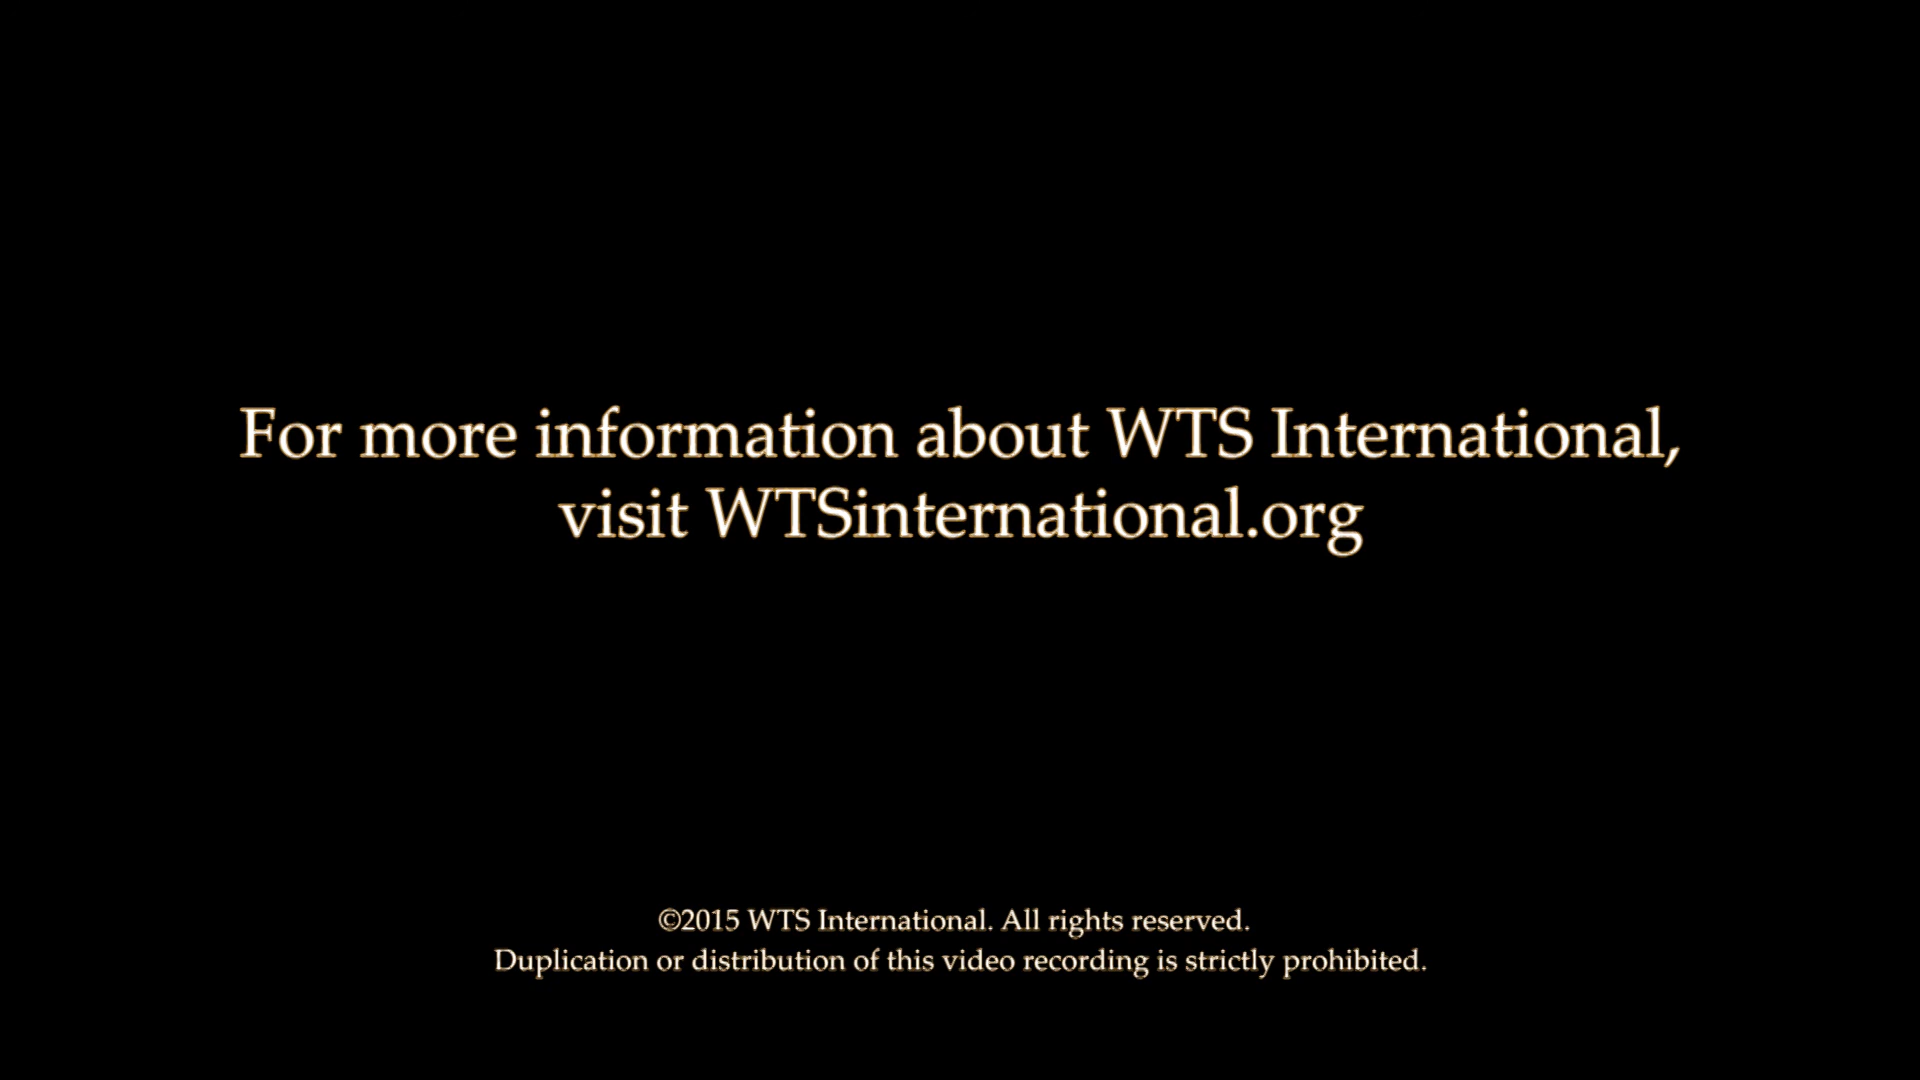 For more information about WTS International,
visit WTSinternational.org
©2015 WTS International. All rights reserved.
Duplication or distribution of this video recording is strictly prohibited.